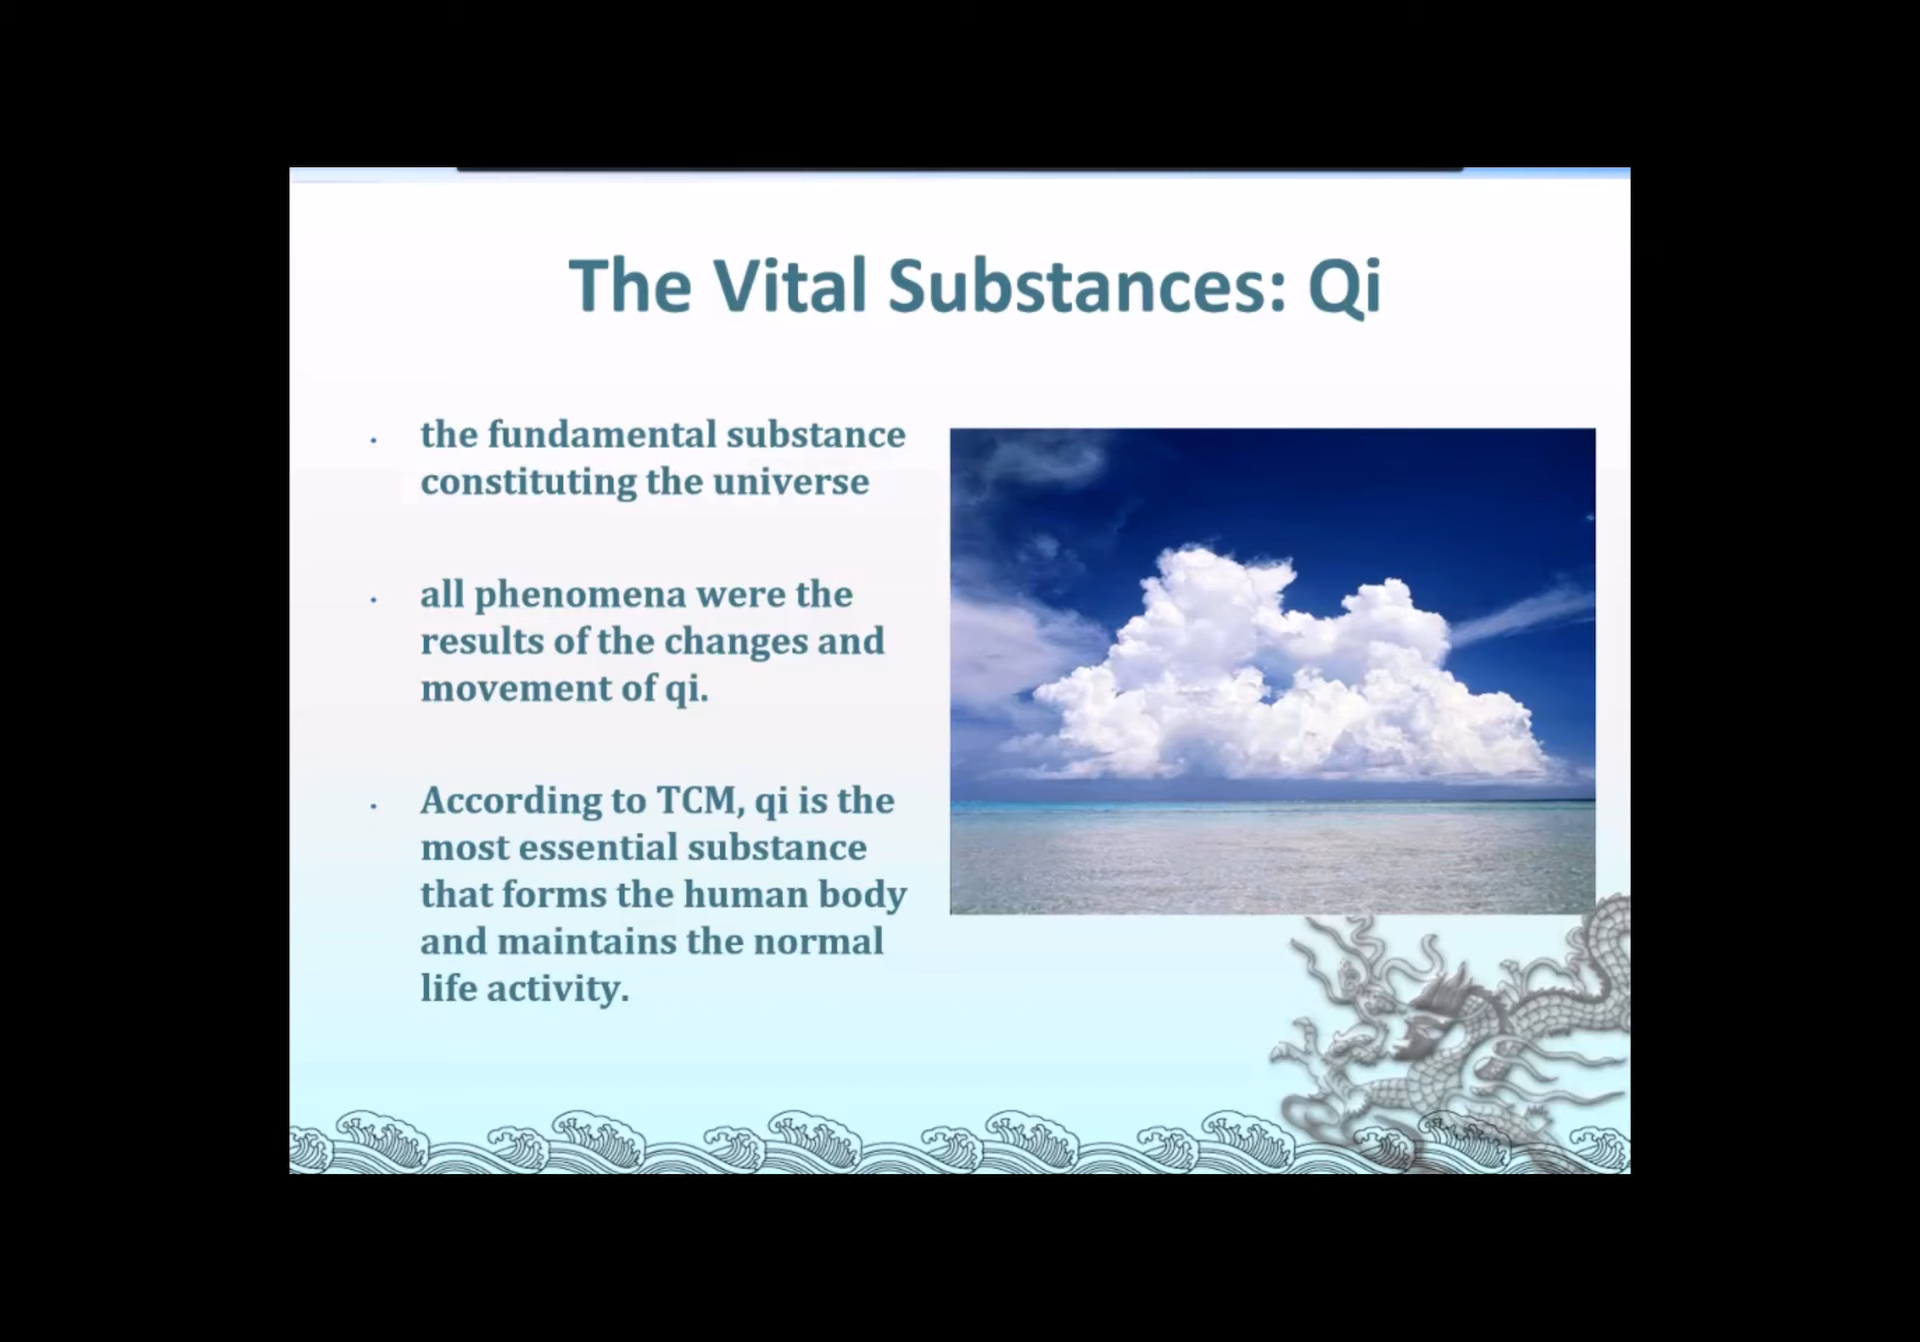 The Vital Substances: Qi
the fundamental substance
constituting the universe
all phenomena were the
results of the changes and
movement of qi.
According to TCM, qi is the
most essential substance
that forms the human body
and maintains the normal
life activity.